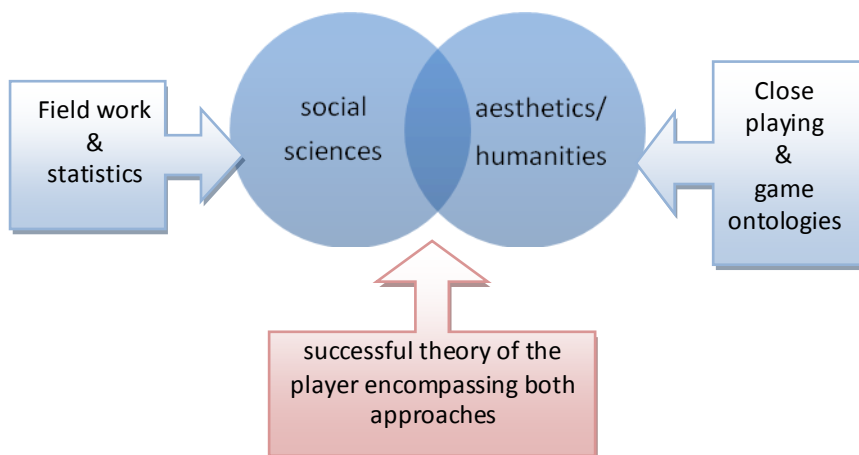 Field work
&
statistics
social
sciences
aesthetics/
humanities
Close
playing
&
game
ontologies
successful theory of the
player encompassing both
approaches